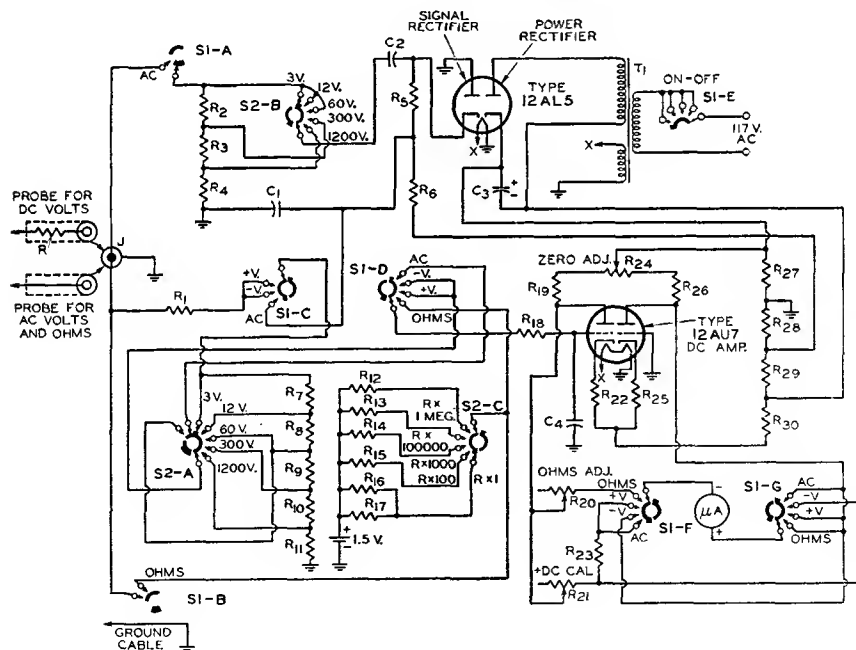 SIGNAL
RECTIFIER
POWER
RECTIFIER
S1-A
AC
C2
3V.
12V.
60V.
300V.
1200V.
S2-B
R2
R3
R4
R5
R6
C1
TYPE
12AL5
X
C3
+
-
T1
ON-OFF
S1-E
117 V.
AC
X
PROBE FOR
DC VOLTS
R
J
PROBE FOR
AC VOLTS
AND OHMS
R1
+V.
-V.
AC
S1-C
S1-D
AC
-V.
+V.
OHMS
ZERO ADJ.
R24
R19
R26
R18
TYPE
12AU7
DC AMP.
X
R22
R25
C4
R27
R28
R29
R30
3V.
12 V.
60V.
300V.
1200V.
S2-A
R7
R8
R9
R10
R11
R12
R13
R14
R15
R16
R17
+
-
1.5 V.
S2-C
R×
1 MEG.
R×
100000
R×1000
R×100
R×1
OHMS ADJ.
R20
OHMS
+V
-V
AC
S1-F
-
μA
+
S1-G
AC
-V
+V
OHMS
R23
+DC CAL
R21
OHMS
S1-B
GROUND
CABLE